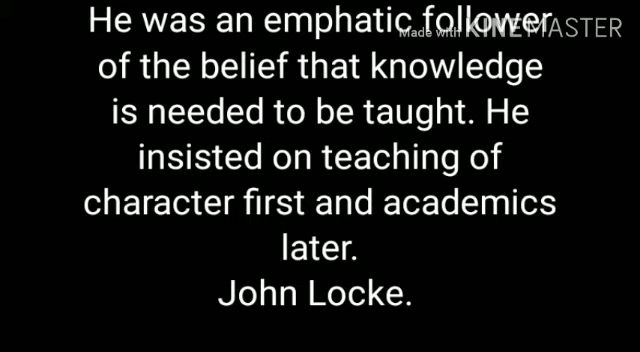 He was an emphatic follower
Made with KINEMASTER
of the belief that knowledge
is needed to be taught. He
insisted on teaching of
character first and academics
later.
John Locke.